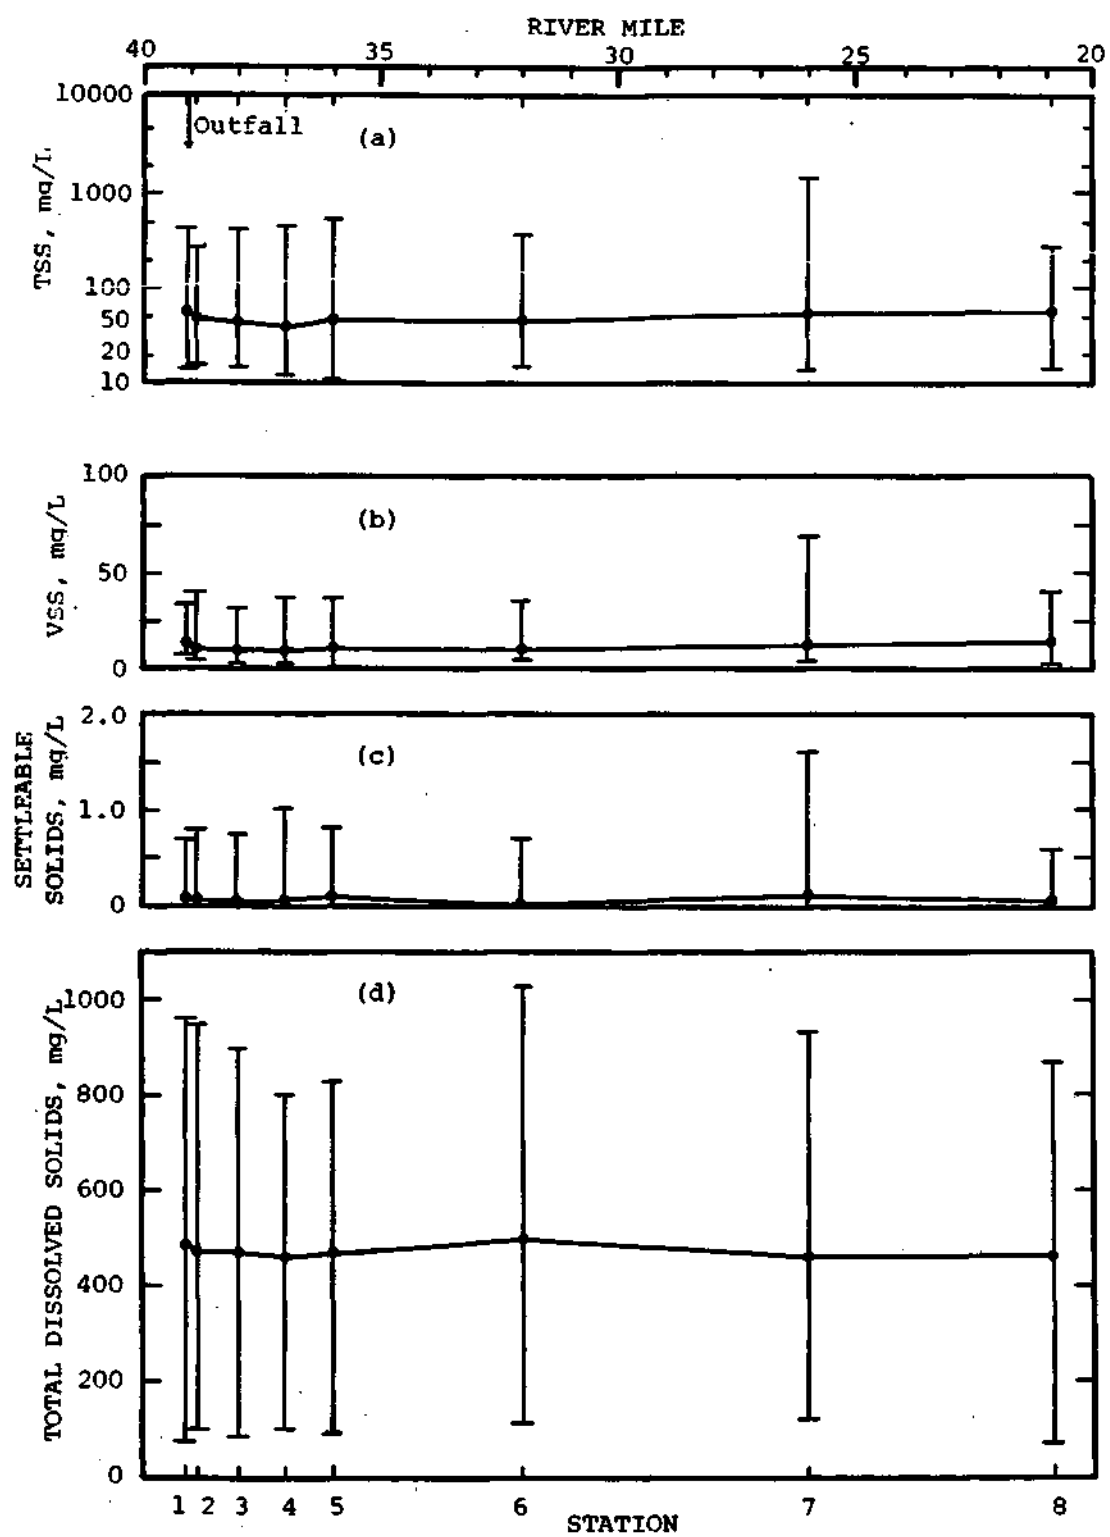 RIVER MILE
40 35 30 25 20
10000
Outfall
(a)
1000
TSS, mg/L
100
50
20
10
100
(b)
VSS, mg/L
50
0
2.0
(c)
SETTLEABLE
SOLIDS, mg/L
1.0
0
(d)
1000
TOTAL DISSOLVED SOLIDS, mg/L
800
600
400
200
0
1 2 3 4 5 6 7 8
STATION